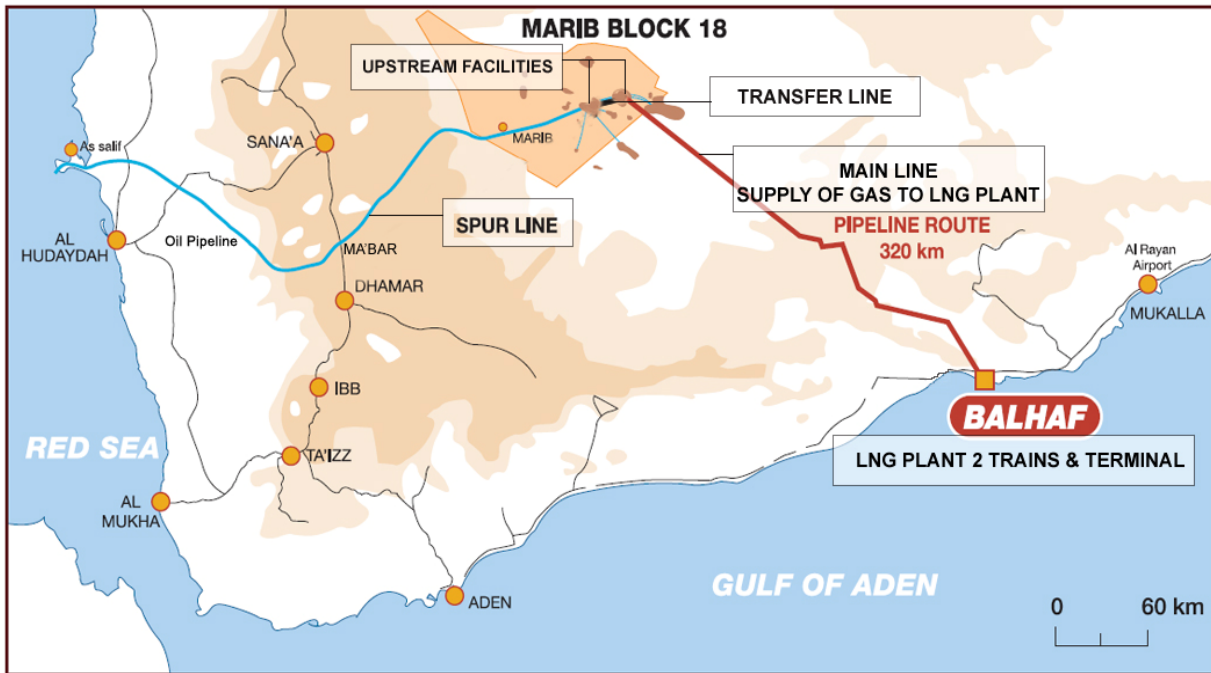 MARIB BLOCK 18
UPSTREAM FACILITIES
TRANSFER LINE
MARIB
SANA'A
As salif
MAIN LINE
SUPPLY OF GAS TO LNG PLANT
PIPELINE ROUTE
320 km
SPUR LINE
Oil Pipeline
AL
HUDAYDAH
MA'BAR
Al Rayan
Airport
MUKALLA
DHAMAR
IBB
BALHAF
LNG PLANT 2 TRAINS & TERMINAL
RED SEA
TA'IZZ
AL
MUKHA
ADEN
GULF OF ADEN
0 60 km